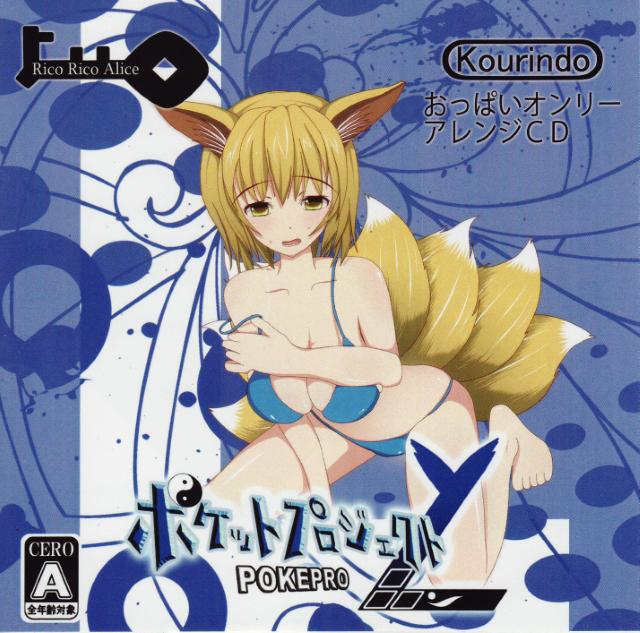 Rico Rico Alice
Kourindo
おっぱいオンリー
アレンジＣＤ
ポケットプロジェクト
Y
POKEPRO
CERO
A
全年齢対象